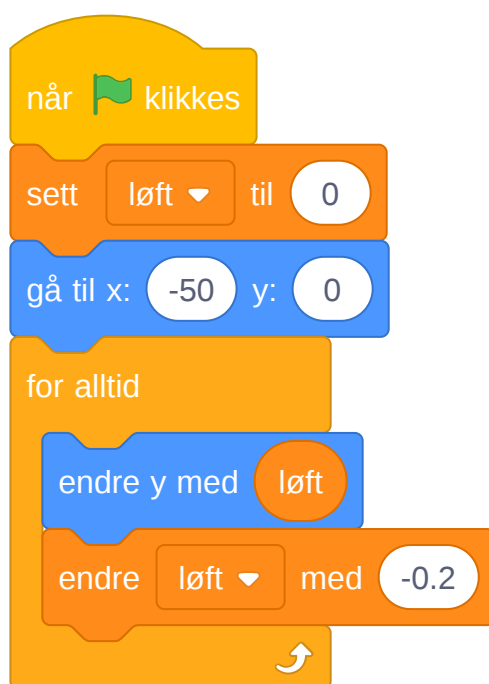 når klikkes
sett løft til 0
gå til x: -50 y: 0
for alltid
endre y med løft
endre løft med -0.2